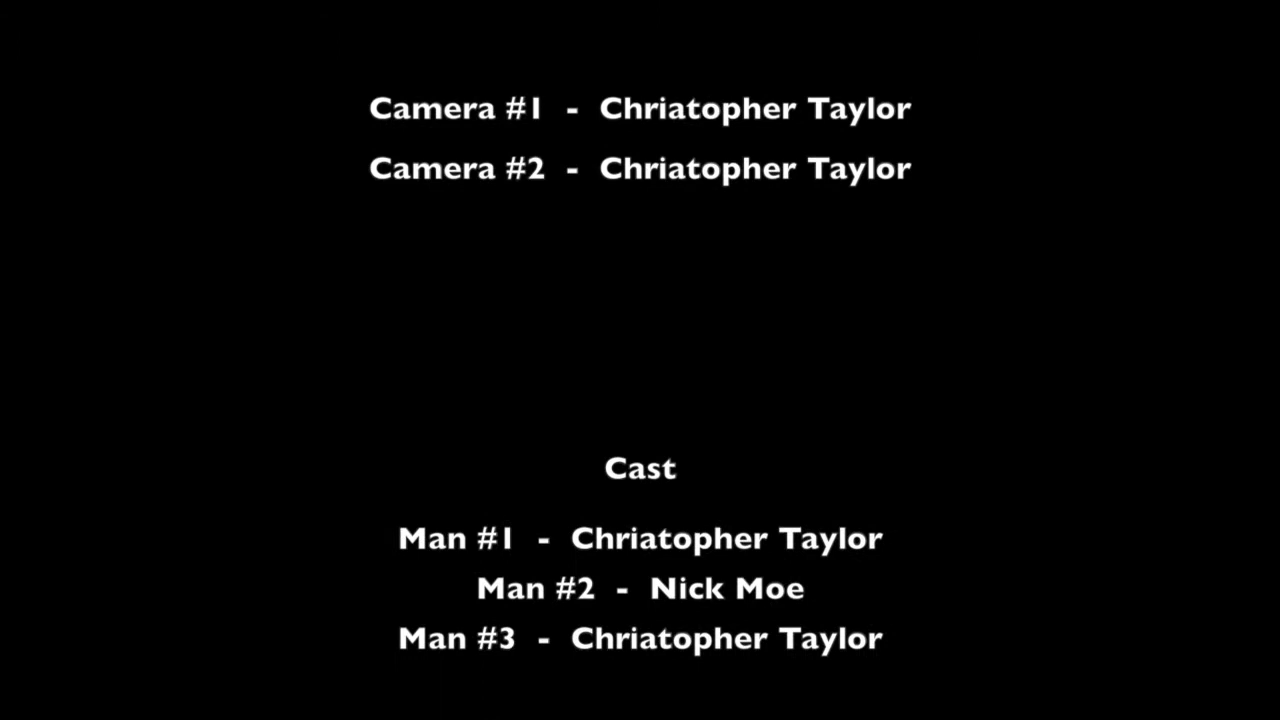 Camera #1 - Chriatopher Taylor
Camera #2 - Chriatopher Taylor
Cast
Man #1 - Chriatopher Taylor
Man #2 - Nick Moe
Man #3 - Chriatopher Taylor